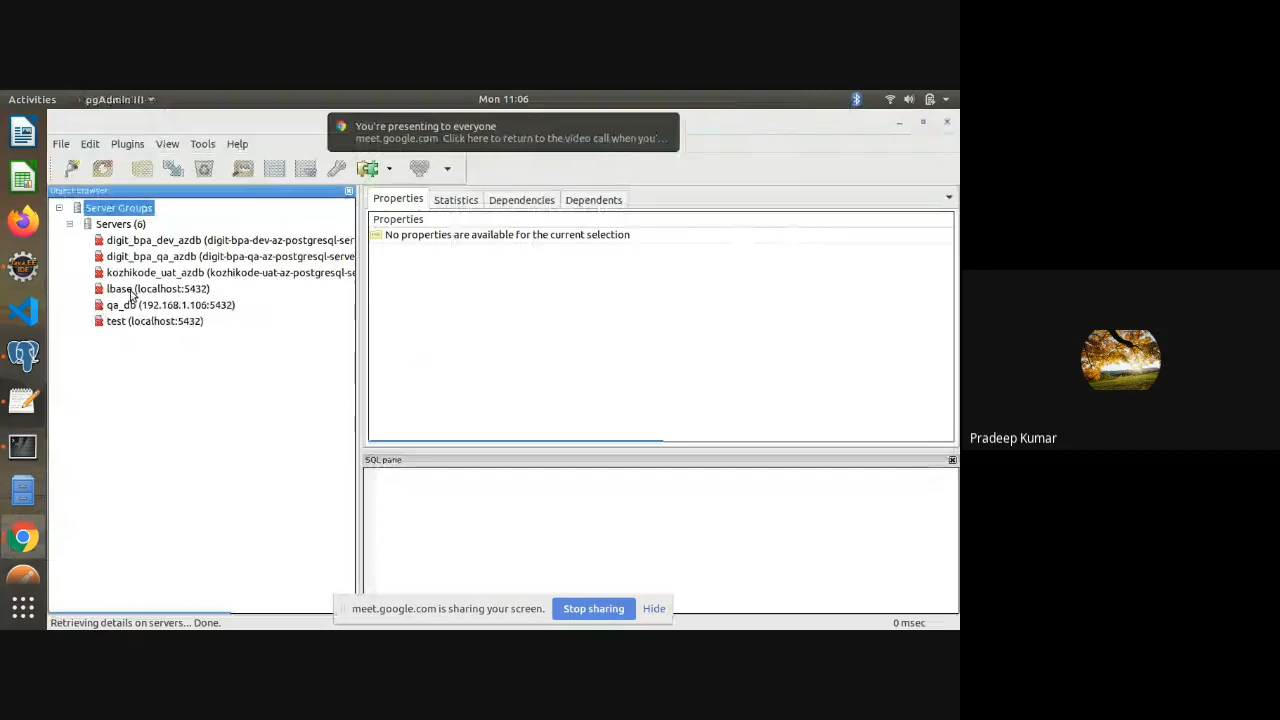 Activities
pgAdmin III
Mon 11:06
You're presenting to everyone
meet.google.com Click here to return to the video call when you'...
File Edit Plugins View Tools Help
Object browser
Server Groups
Servers (6)
digit_bpa_dev_azdb (digit-bpa-dev-az-postgresql-ser
digit_bpa_qa_azdb (digit-bpa-qa-az-postgresql-serve
kozhikode_uat_azdb (kozhikode-uat-az-postgresql-se
lbase (localhost:5432)
qa_db (192.168.1.106:5432)
test (localhost:5432)
Properties Statistics Dependencies Dependents
Properties
No properties are available for the current selection
SQL pane
meet.google.com is sharing your screen.
Stop sharing
Hide
Retrieving details on servers... Done.
0 msec
Pradeep Kumar